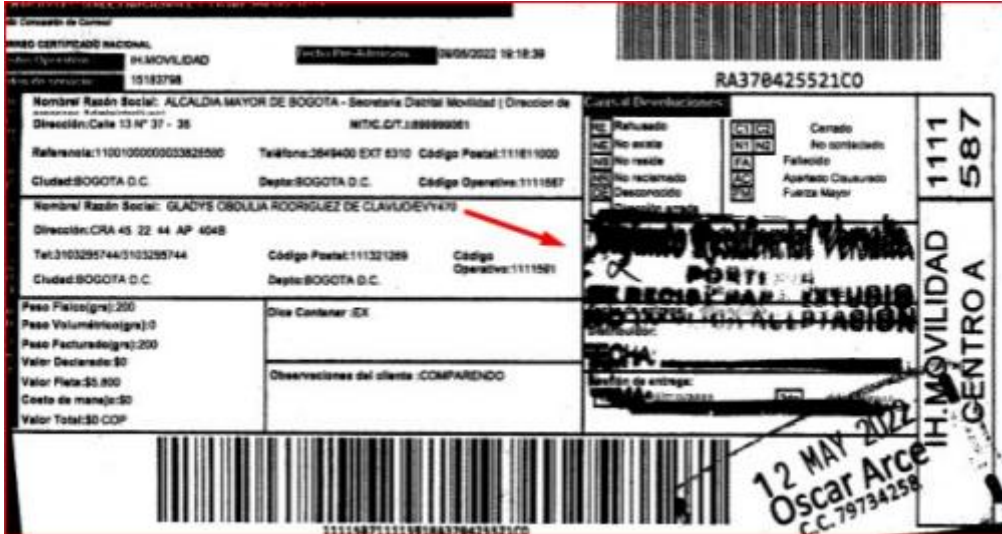 CORREO CERTIFICADO NACIONAL
IH.MOVILIDAD
Fecha Pre-Admisión: 09/05/2022 19:18:39
15183798
RA370425521CO
Nombre/ Razón Social: ALCALDIA MAYOR DE BOGOTA - Secretaria Distrital Movilidad ( Direccion de
Dirección:Calle 13 Nº 37 - 35
NIT/C.C/T.I:899999061
Referencia:
Teléfono:3649400 EXT 6310
Código Postal:111611000
Ciudad:BOGOTA D.C.
Depto:BOGOTA D.C.
Código Operativo:1111587
Nombre/ Razón Social: GLADYS OBDULIA RODRIGUEZ DE CLAVIJO/EVY470
Dirección:CRA 45 22 44 AP 404B
Tel:3103295744/3103295744
Código Postal:111321269
Código Operativo:1111591
Ciudad:BOGOTA D.C.
Depto:BOGOTA D.C.
Causal Devoluciones:
RE Rehusado
NE No existe
NS No reside
NR No reclamado
DE Desconocido
C1 C2 Cerrado
N1 N2 No contactado
FA Fallecido
AC Apartado Clausurado
FM Fuerza Mayor
Peso Físico(grs):200
Peso Volumétrico(grs):0
Peso Facturado(grs):200
Valor Declarado:$0
Valor Flete:$5.800
Costo de manejo:$0
Valor Total:$0 COP
Dice Contener :EX
Observaciones del cliente :COMPARENDO
FECHA:
Gestión de entrega:
1111
587
IH.MOVILIDAD
CENTRO A
12 MAY 2022
Oscar Arce
C.C. 79734258